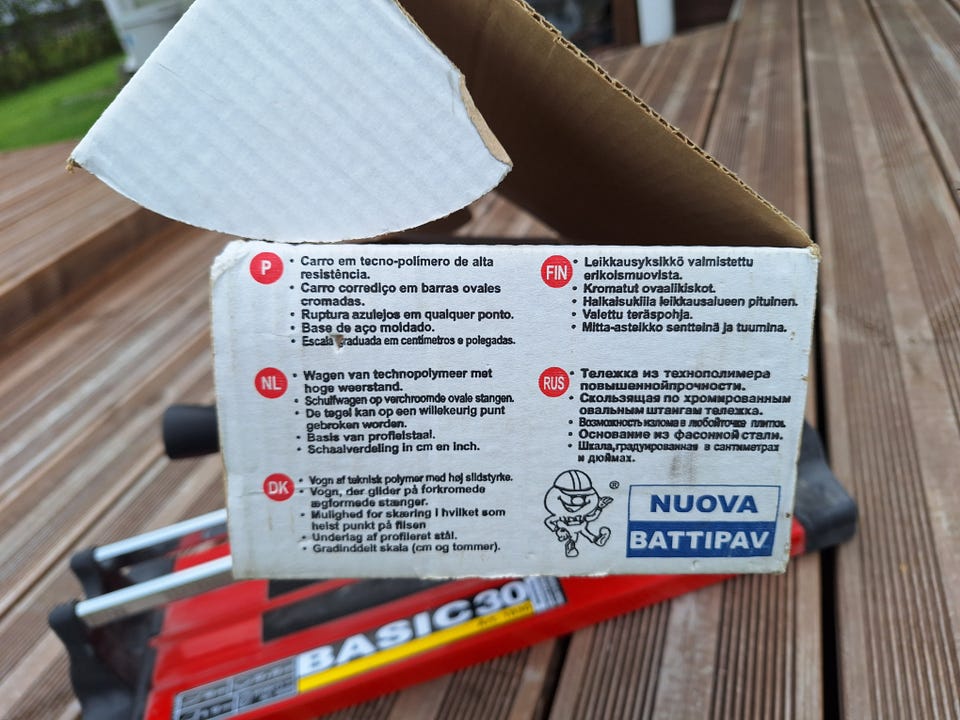 P
• Carro em tecno-polímero de alta
resistência.
• Carro corrediço em barras ovales
cromadas.
• Ruptura azulejos em qualquer ponto.
• Base de aço moldado.
• Escala graduada em centímetros e polegadas.
NL
• Wagen van technopolymeer met
hoge weerstand.
• Schuifwagen op verchroomde ovale stangen.
• De tegel kan op een willekeurig punt
gebroken worden.
• Basis van profielstaal.
• Schaalverdeling in cm en inch.
DK
• Vogn af teknisk polymer med høj slidstyrke.
• Vogn, der glider på forkromede
ægformede stænger.
• Mulighed for skæring i hvilket som
helst punkt på flisen
• Underlag af profileret stål.
• Gradinddelt skala (cm og tommer).
FIN
• Leikkausyksikkö valmistettu
erikoismuovista.
• Kromatut ovaalikiskot.
• Halkaisukiila leikkausalueen pituinen.
• Valettu teräspohja.
• Mitta-asteikko sentteinä ja tuumina.
RUS
• Тележка из технополимера
повышеннойпрочности.
• Скользящая по хромированным
овальным штангам тележка.
• Возможность излома в любойточке плитки.
• Основание из фасонной стали.
• Шкала,градуированная в сантиметрах
и дюймах.
®
NUOVA
BATTIPAV
BASIC 30